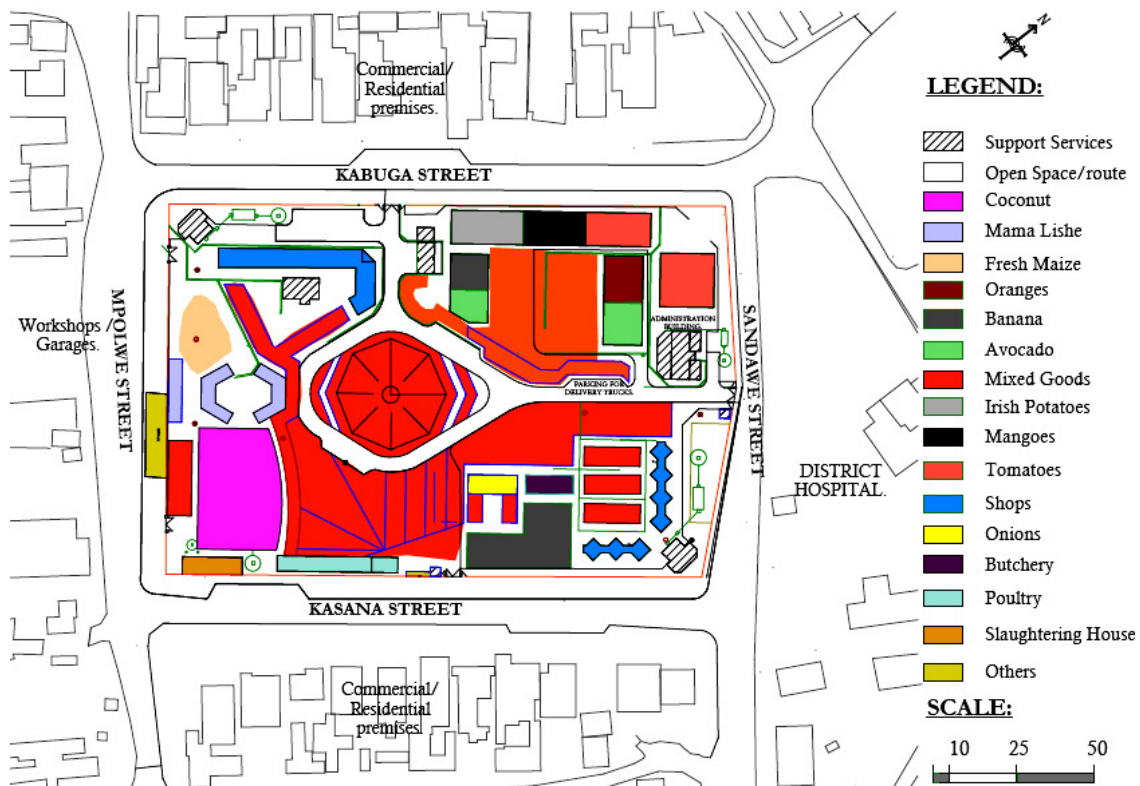 Commercial/
Residential
premises.
N
KABUGA STREET
LEGEND:
Support Services
Open Space/route
Coconut
Mama Lishe
Fresh Maize
Oranges
Banana
Avocado
Mixed Goods
Irish Potatoes
Mangoes
Tomatoes
Shops
Onions
Butchery
Poultry
Slaughtering House
Others
SCALE:
10 25 50
Workshops /
Garages.
MPOLWE STREET
ADMINISTRATION
BUILDING
PARKING FOR
DELIVERY TRUCKS.
SANDAWE STREET
DISTRICT
HOSPITAL.
KASANA STREET
Commercial/
Residential
premises.